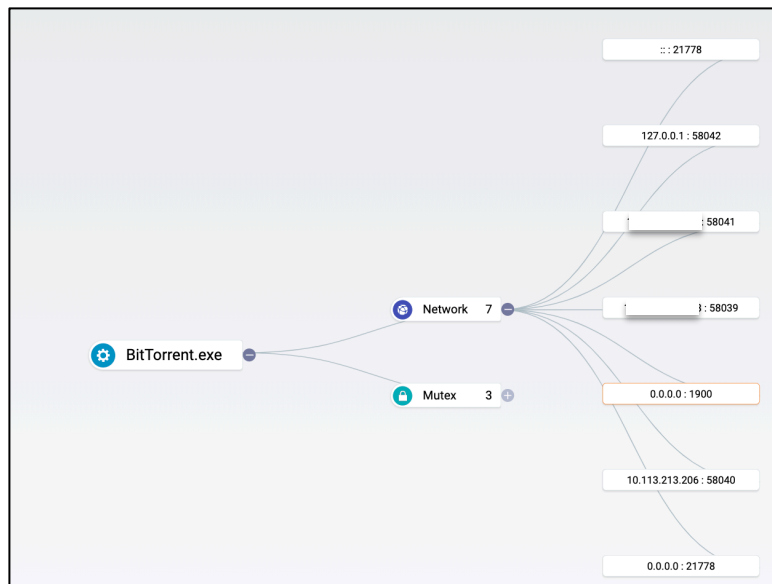 :: : 21778
127.0.0.1 : 58042
: 58041
Network 7
: 58039
BitTorrent.exe
Mutex 3
0.0.0.0 : 1900
10.113.213.206 : 58040
0.0.0.0 : 21778